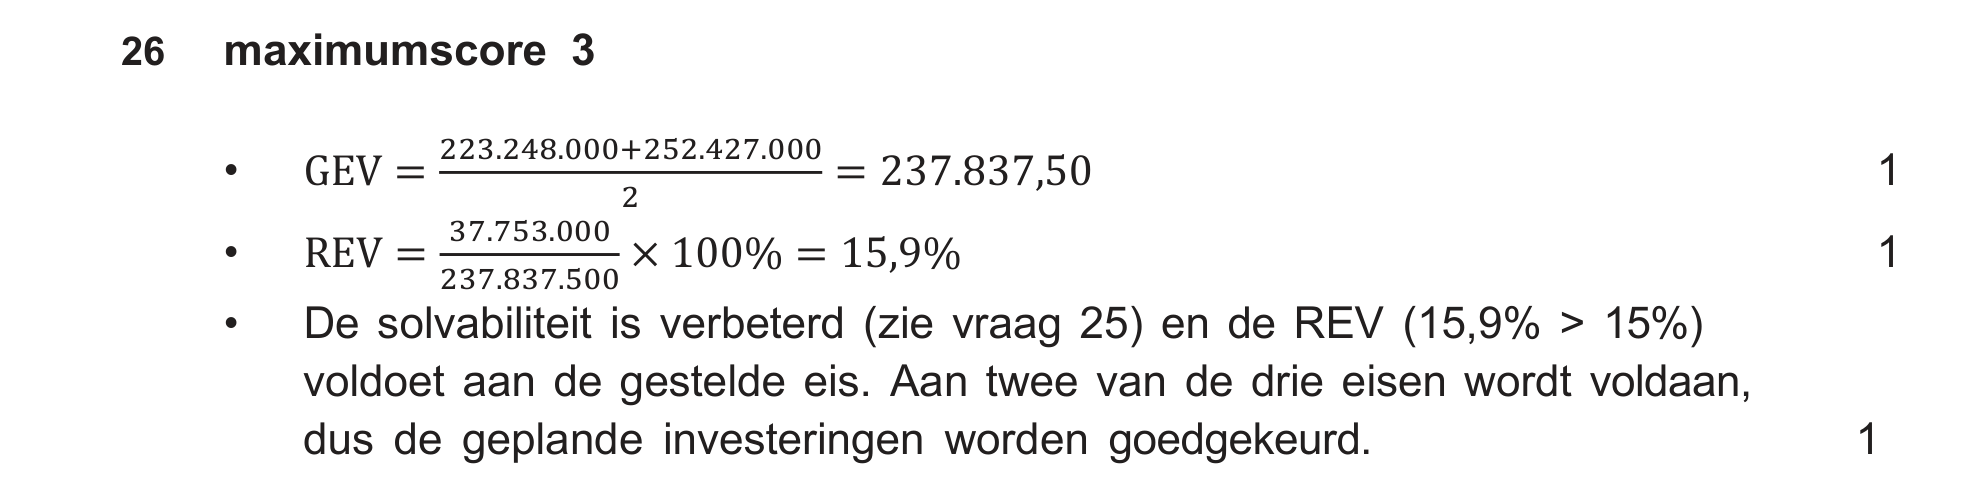 26 maximumscore 3
• GEV = (223.248.000+252.427.000)/2 = 237.837,50 1
• REV = 37.753.000/237.837.500 × 100% = 15,9% 1
• De solvabiliteit is verbeterd (zie vraag 25) en de REV (15,9% > 15%)
voldoet aan de gestelde eis. Aan twee van de drie eisen wordt voldaan,
dus de geplande investeringen worden goedgekeurd. 1